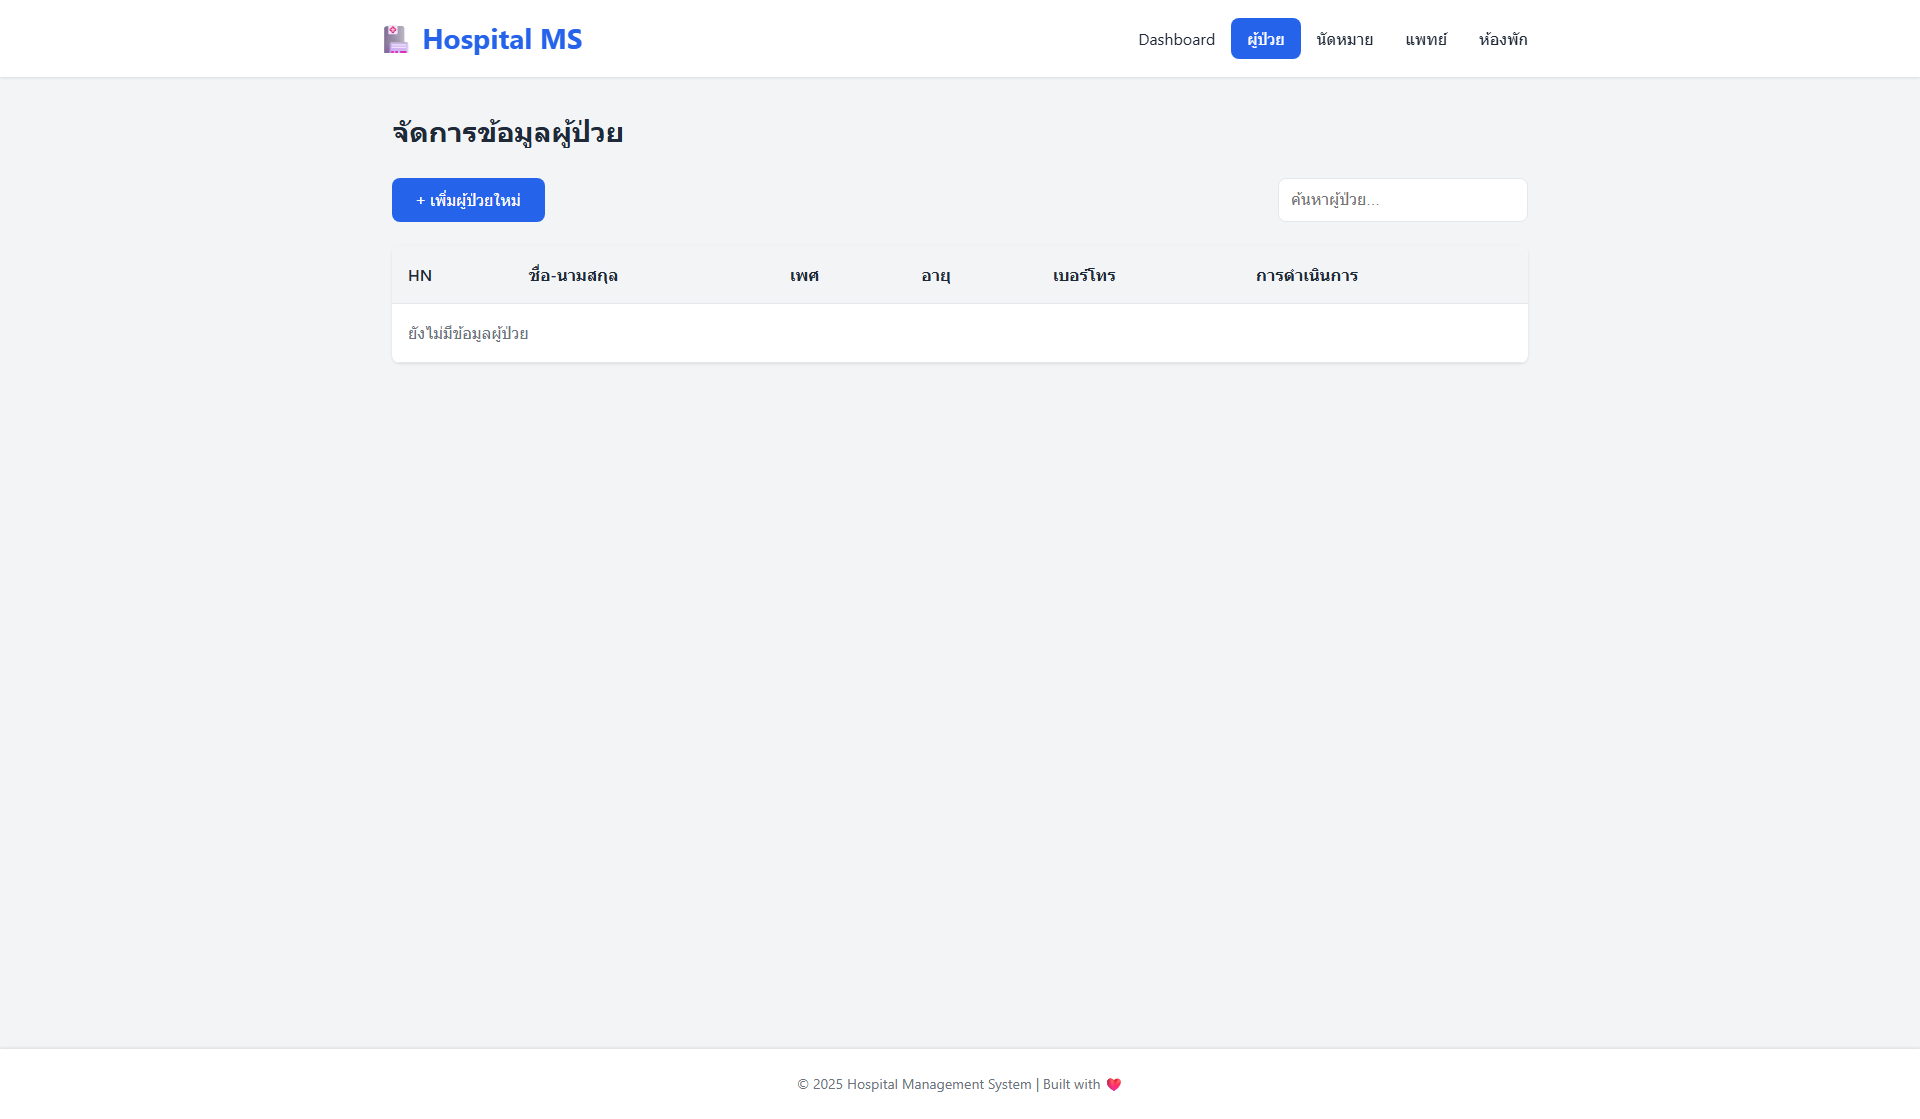 Hospital MS
Dashboard ผู้ป่วย นัดหมาย แพทย์ ห้องพัก
จัดการข้อมูลผู้ป่วย
+ เพิ่มผู้ป่วยใหม่
ค้นหาผู้ป่วย...
HN ชื่อ-นามสกุล เพศ อายุ เบอร์โทร การดำเนินการ
ยังไม่มีข้อมูลผู้ป่วย
© 2025 Hospital Management System | Built with ❤️